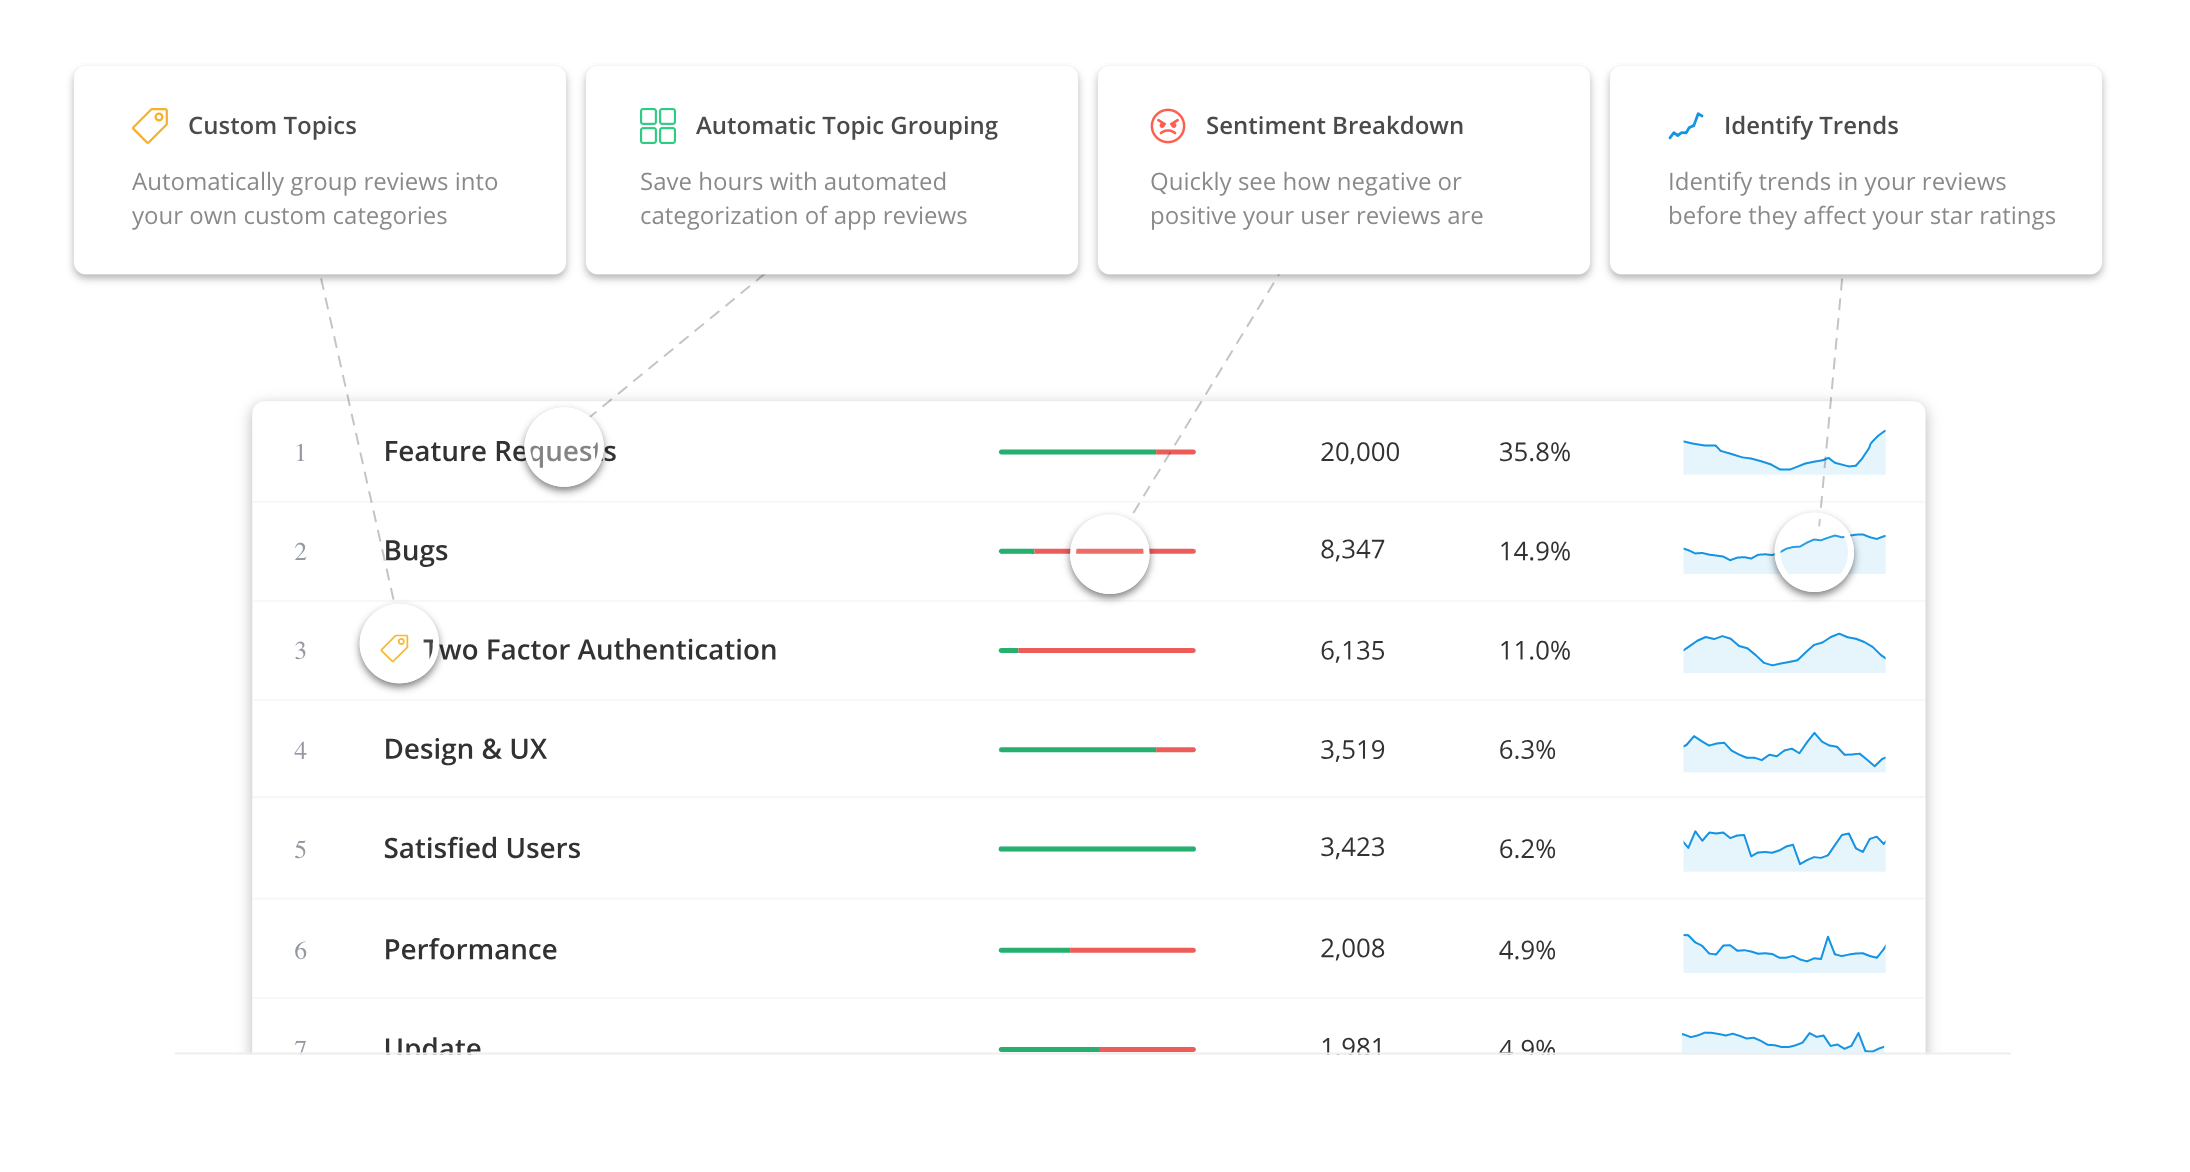 Custom Topics
Automatically group reviews into
your own custom categories
Automatic Topic Grouping
Save hours with automated
categorization of app reviews
Sentiment Breakdown
Quickly see how negative or
positive your user reviews are
Identify Trends
Identify trends in your reviews
before they affect your star ratings
1 Feature Requests 20,000 35.8%
2 Bugs 8,347 14.9%
3 Two Factor Authentication 6,135 11.0%
4 Design & UX 3,519 6.3%
5 Satisfied Users 3,423 6.2%
6 Performance 2,008 4.9%
7 Update 1,981 4.9%